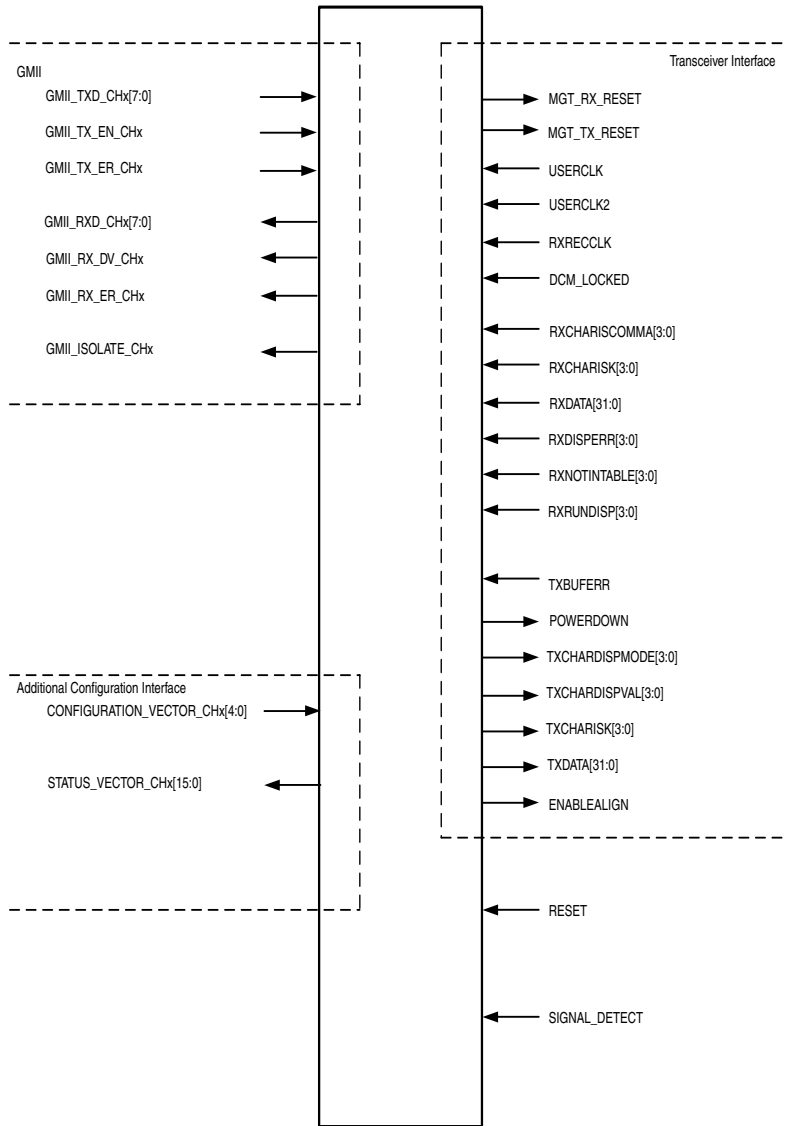 GMII
GMII_TXD_CHx[7:0]
GMII_TX_EN_CHx
GMII_TX_ER_CHx
GMII_RXD_CHx[7:0]
GMII_RX_DV_CHx
GMII_RX_ER_CHx
GMII_ISOLATE_CHx
Additional Configuration Interface
CONFIGURATION_VECTOR_CHx[4:0]
STATUS_VECTOR_CHx[15:0]
Transceiver Interface
MGT_RX_RESET
MGT_TX_RESET
USERCLK
USERCLK2
RXRECCLK
DCM_LOCKED
RXCHARISCOMMA[3:0]
RXCHARISK[3:0]
RXDATA[31:0]
RXDISPERR[3:0]
RXNOTINTABLE[3:0]
RXRUNDISP[3:0]
TXBUFERR
POWERDOWN
TXCHARDISPMODE[3:0]
TXCHARDISPVAL[3:0]
TXCHARISK[3:0]
TXDATA[31:0]
ENABLEALIGN
RESET
SIGNAL_DETECT